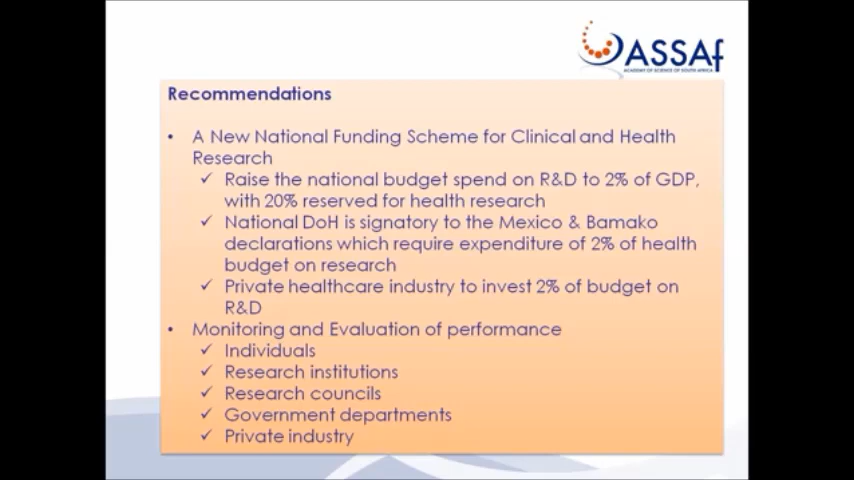 ASSAf
ACADEMY OF SCIENCE OF SOUTH AFRICA
Recommendations
• A New National Funding Scheme for Clinical and Health
Research
✓ Raise the national budget spend on R&D to 2% of GDP,
with 20% reserved for health research
✓ National DoH is signatory to the Mexico & Bamako
declarations which require expenditure of 2% of health
budget on research
✓ Private healthcare industry to invest 2% of budget on
R&D
• Monitoring and Evaluation of performance
✓ Individuals
✓ Research institutions
✓ Research councils
✓ Government departments
✓ Private industry